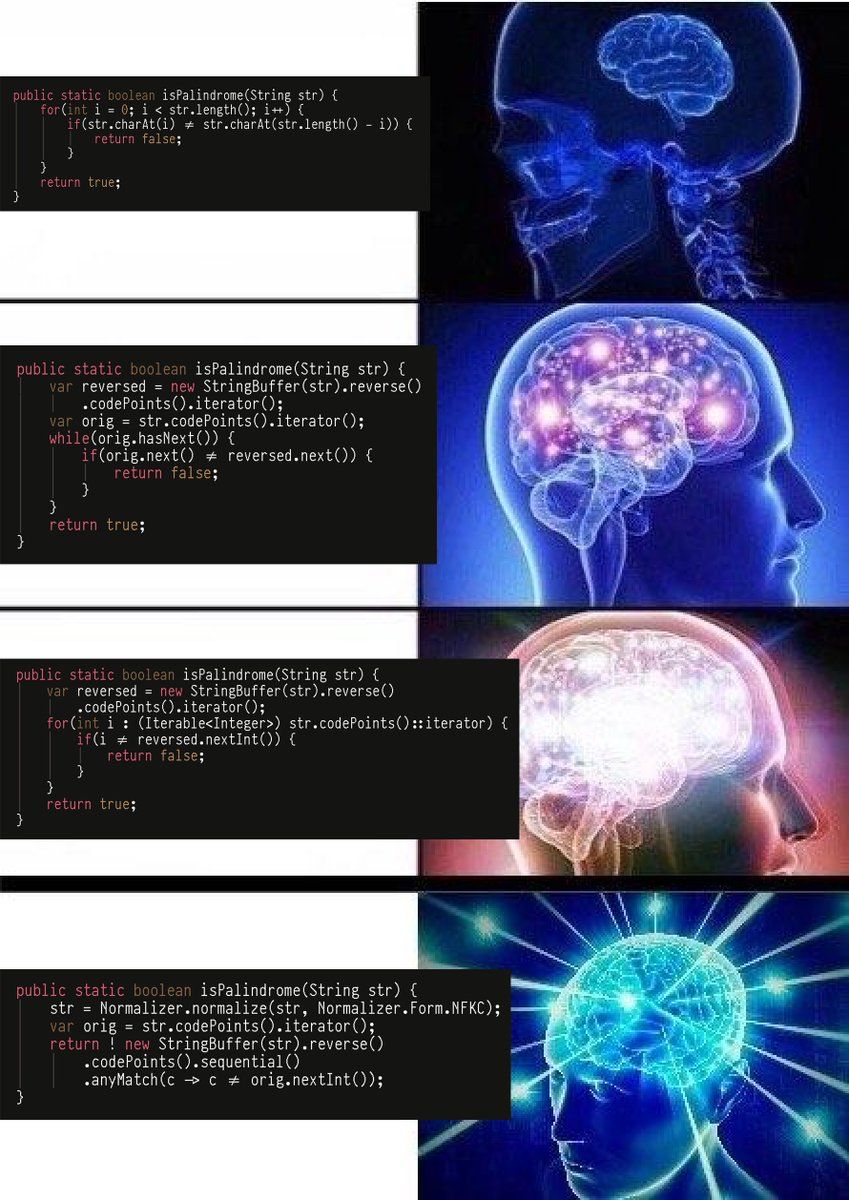 public static boolean isPalindrome(String str) {
    for(int i = 0; i < str.length(); i++) {
        if(str.charAt(i) ≠ str.charAt(str.length() - i)) {
            return false;
        }
    }
    return true;
}
public static boolean isPalindrome(String str) {
    var reversed = new StringBuffer(str).reverse()
        .codePoints().iterator();
    var orig = str.codePoints().iterator();
    while(orig.hasNext()) {
        if(orig.next() ≠ reversed.next()) {
            return false;
        }
    }
    return true;
}
public static boolean isPalindrome(String str) {
    var reversed = new StringBuffer(str).reverse()
        .codePoints().iterator();
    for(int i : (Iterable<Integer>) str.codePoints()::iterator) {
        if(i ≠ reversed.nextInt()) {
            return false;
        }
    }
    return true;
}
public static boolean isPalindrome(String str) {
    str = Normalizer.normalize(str, Normalizer.Form.NFKC);
    var orig = str.codePoints().iterator();
    return ! new StringBuffer(str).reverse()
        .codePoints().sequential()
        .anyMatch(c -> c ≠ orig.nextInt());
}